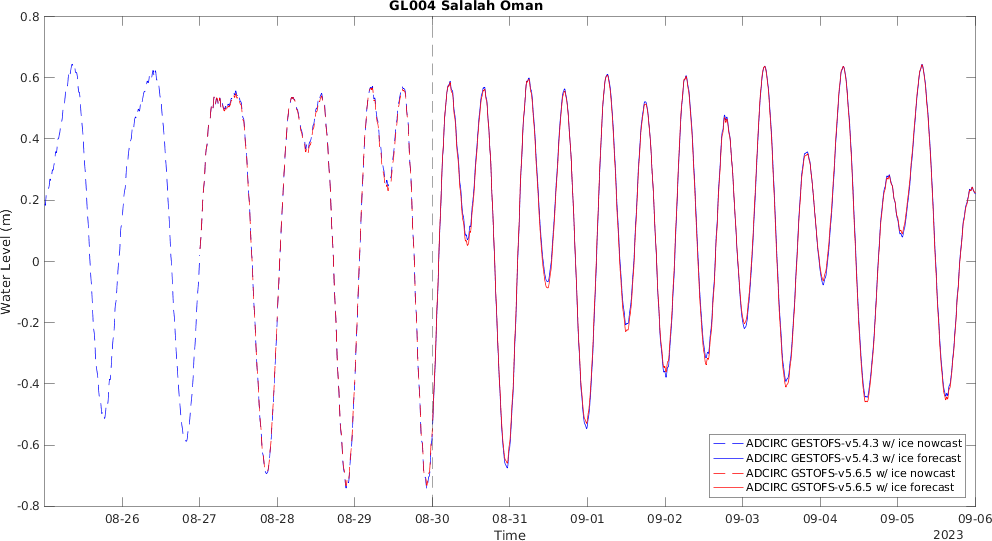 GL004 Salalah Oman
0.8
0.6
0.4
0.2
0
-0.2
-0.4
-0.6
-0.8
Water Level (m)
ADCIRC GESTOFS-v5.4.3 w/ ice nowcast
ADCIRC GESTOFS-v5.4.3 w/ ice forecast
ADCIRC GSTOFS-v5.6.5 w/ ice nowcast
ADCIRC GSTOFS-v5.6.5 w/ ice forecast
08-26 08-27 08-28 08-29 08-30 08-31 09-01 09-02 09-03 09-04 09-05 09-06
Time
2023